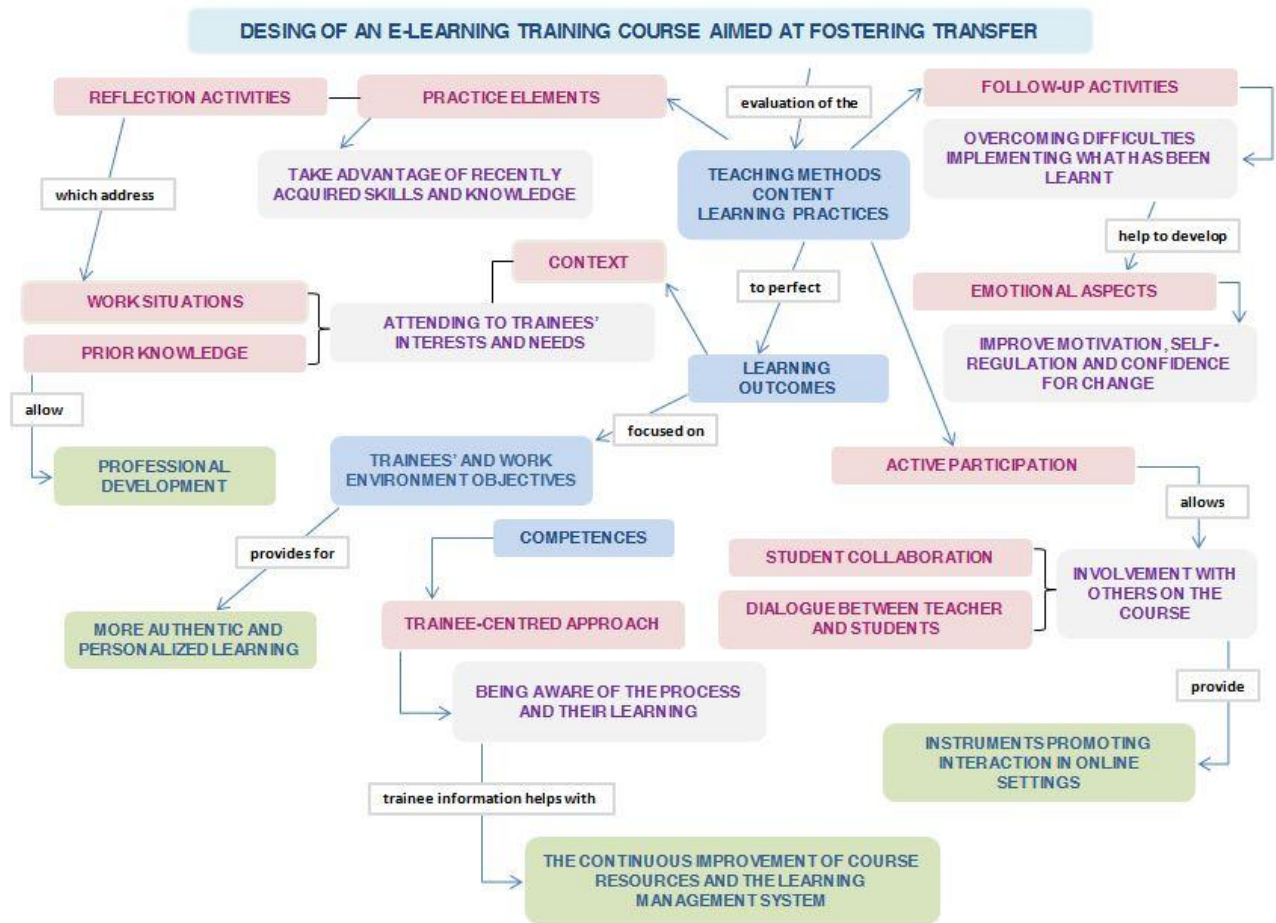 DESING OF AN E-LEARNING TRAINING COURSE AIMED AT FOSTERING TRANSFER
REFLECTION ACTIVITIES
PRACTICE ELEMENTS
evaluation of the
FOLLOW-UP ACTIVITIES
TAKE ADVANTAGE OF RECENTLY
ACQUIRED SKILLS AND KNOWLEDGE
TEACHING METHODS
CONTENT
LEARNING PRACTICES
OVERCOMING DIFFICULTIES
IMPLEMENTING WHAT HAS BEEN
LEARNT
which address
help to develop
CONTEXT
to perfect
EMOTIIONAL ASPECTS
WORK SITUATIONS
PRIOR KNOWLEDGE
ATTENDING TO TRAINEES'
INTERESTS AND NEEDS
IMPROVE MOTIVATION, SELF-
REGULATION AND CONFIDENCE
FOR CHANGE
LEARNING
OUTCOMES
allow
focused on
PROFESSIONAL
DEVELOPMENT
TRAINEES' AND WORK
ENVIRONMENT OBJECTIVES
ACTIVE PARTICIPATION
allows
provides for
COMPETENCES
STUDENT COLLABORATION
DIALOGUE BETWEEN TEACHER
AND STUDENTS
INVOLVEMENT WITH
OTHERS ON THE
COURSE
MORE AUTHENTIC AND
PERSONALIZED LEARNING
TRAINEE-CENTRED APPROACH
BEING AWARE OF THE PROCESS
AND THEIR LEARNING
provide
INSTRUMENTS PROMOTING
INTERACTION IN ONLINE
SETTINGS
trainee information helps with
THE CONTINUOUS IMPROVEMENT OF COURSE
RESOURCES AND THE LEARNING
MANAGEMENT SYSTEM